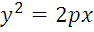 y² = 2px